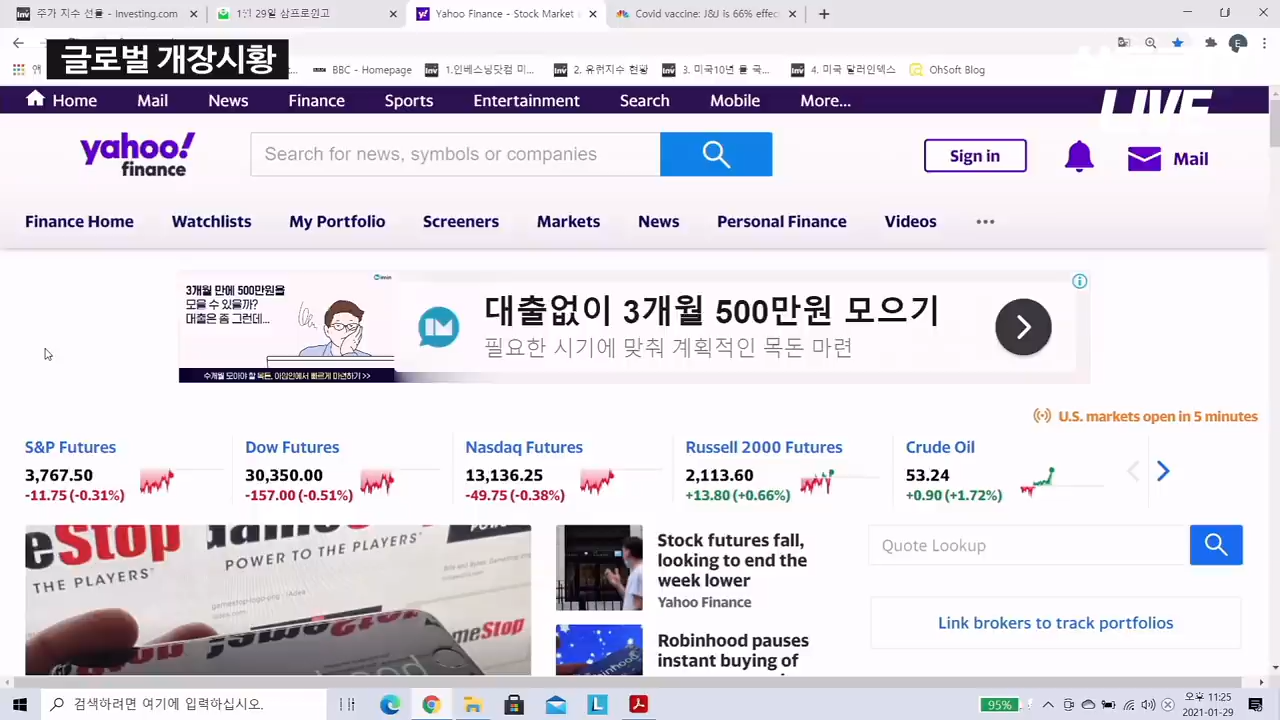 주가 지수 선물 - Investing.com
1월 29일 삼프로원고
Yahoo Finance - Stock Market
Covid vaccine: J&J is 66% effec
글로벌 개장시황
BBC - Homepage
1.인베스팅닷컴 미...
2. 유런지수 현황
3. 미국10년 물 국...
4. 미국 달러인덱스
OhSoft Blog
LIVE
Home
Mail
News
Finance
Sports
Entertainment
Search
Mobile
More...
yahoo!
finance
Search for news, symbols or companies
Sign in
Mail
Finance Home
Watchlists
My Portfolio
Screeners
Markets
News
Personal Finance
Videos
3개월 만에 500만원을
모을 수 있을까?
대출은 좀 그런데...
대출없이 3개월 500만원 모으기
필요한 시기에 맞춰 계획적인 목돈 마련
U.S. markets open in 5 minutes
S&P Futures
3,767.50
-11.75 (-0.31%)
Dow Futures
30,350.00
-157.00 (-0.51%)
Nasdaq Futures
13,136.25
-49.75 (-0.38%)
Russell 2000 Futures
2,113.60
+13.80 (+0.66%)
Crude Oil
53.24
+0.90 (+1.72%)
eStop
THE PLAYERS™
POWER TO THE PLAYERS™
gamestop-logo-png
meStop
Stock futures fall,
looking to end the
week lower
Yahoo Finance
Robinhood pauses
instant buying of
Quote Lookup
Link brokers to track portfolios
검색하려면 여기에 입력하십시오.
95%
오후 11:25
2021-01-29